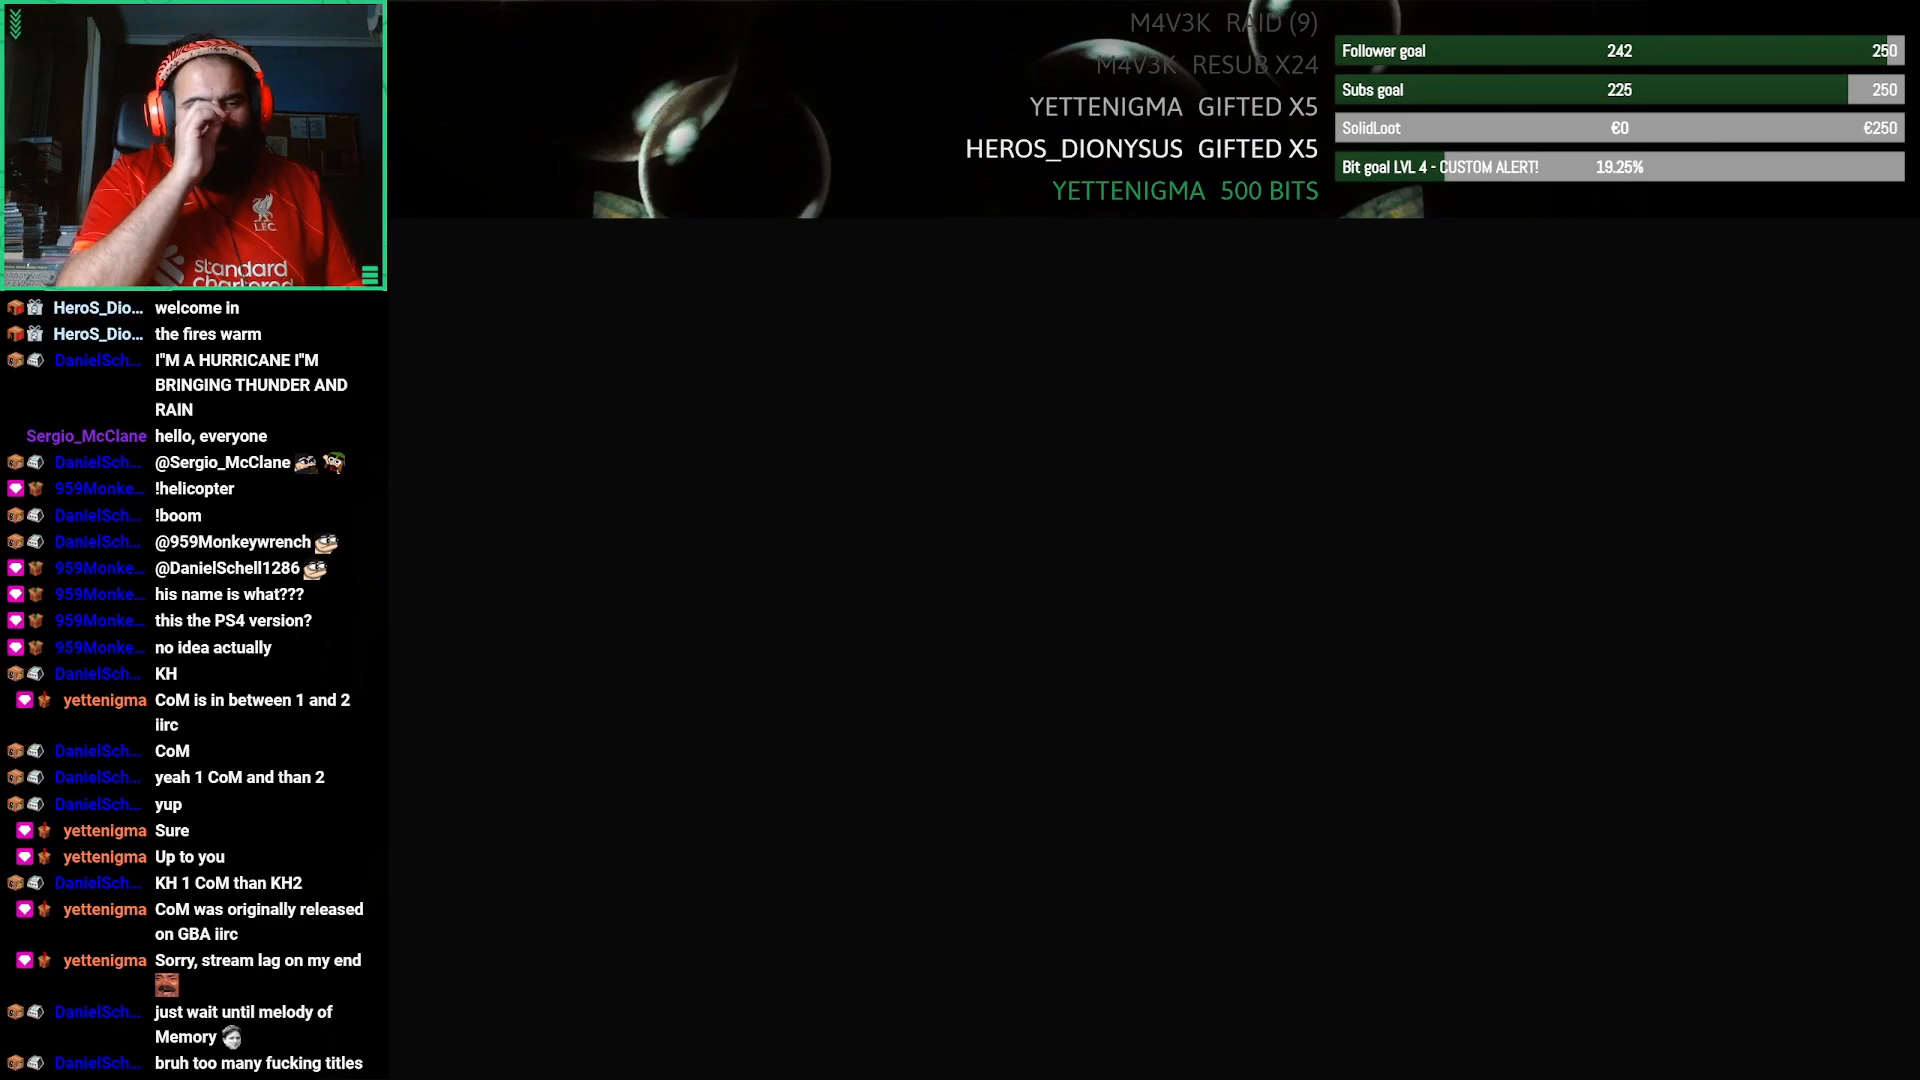 M4V3K RAID (9)
M4V3K RESUB X24
YETTENIGMA GIFTED X5
HEROS_DIONYSUS GIFTED X5
YETTENIGMA 500 BITS
Follower goal 242 250
Subs goal 225 250
SolidLoot €0 €250
Bit goal LVL 4 - CUSTOM ALERT! 19.25%
L.F.C.
standard
chartered
HeroS_Dio... welcome in
HeroS_Dio... the fires warm
DanielSch... I"M A HURRICANE I"M
BRINGING THUNDER AND
RAIN
Sergio_McClane hello, everyone
DanielSch... @Sergio_McClane
959Monke... !helicopter
DanielSch... !boom
DanielSch... @959Monkeywrench
959Monke... @DanielSchell1286
959Monke... his name is what???
959Monke... this the PS4 version?
959Monke... no idea actually
DanielSch... KH
yettenigma CoM is in between 1 and 2
iirc
DanielSch... CoM
DanielSch... yeah 1 CoM and than 2
DanielSch... yup
yettenigma Sure
yettenigma Up to you
DanielSch... KH 1 CoM than KH2
yettenigma CoM was originally released
on GBA iirc
yettenigma Sorry, stream lag on my end
DanielSch... just wait until melody of
Memory
DanielSch... bruh too many fucking titles